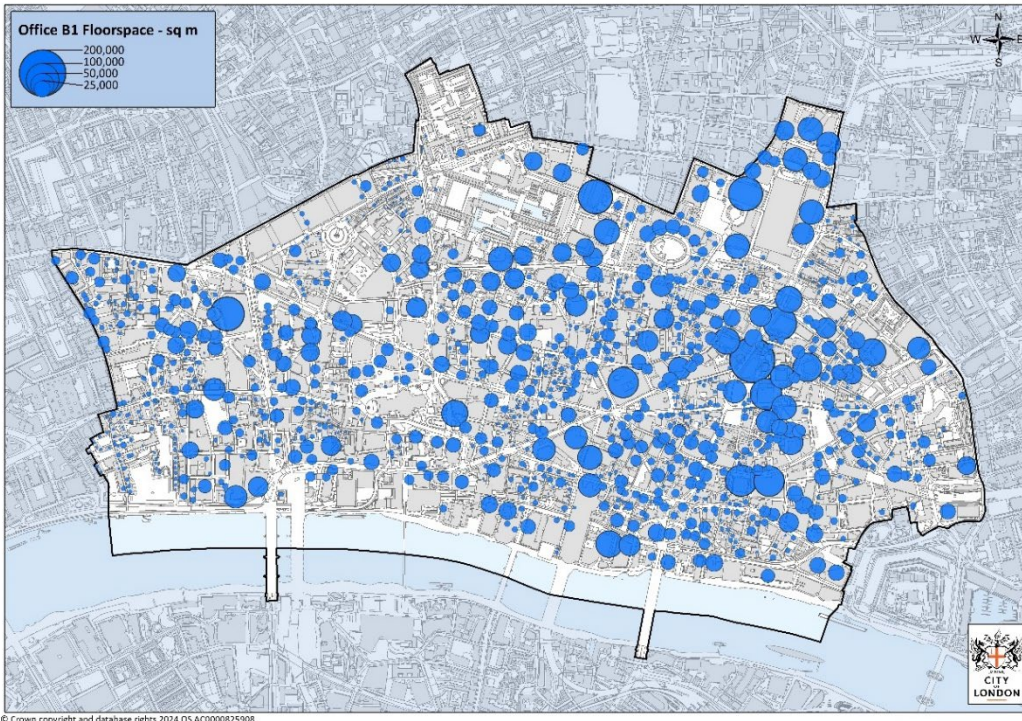 Office B1 Floorspace - sq m
200,000
100,000
50,000
25,000
N
W E
S
CITY
OF
LONDON
© Crown copyright and database rights 2024 OS AC0000825908